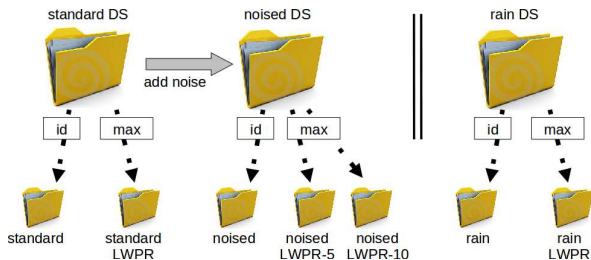 standard DS
noised DS
rain DS
add noise
id
max
id
max
id
max
standard
standard
LWPR
noised
noised
LWPR-5
noised
LWPR-10
rain
rain
LWPR